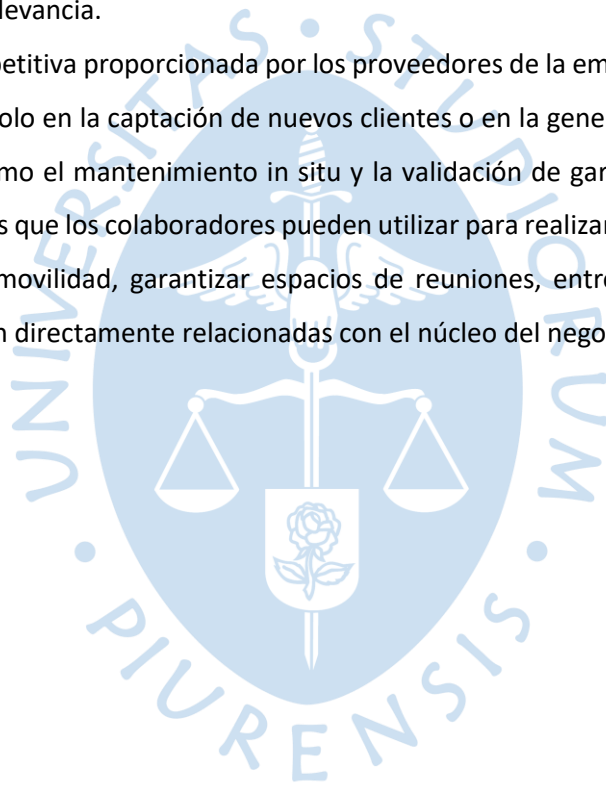 levancia.
etitiva proporcionada por los proveedores de la em
olo en la captación de nuevos clientes o en la gene
mo el mantenimiento in situ y la validación de gar
s que los colaboradores pueden utilizar para realizar
movilidad, garantizar espacios de reuniones, entre
n directamente relacionadas con el núcleo del nego
UNIVERSITAS • STUDIORUM • PIURENSIS •